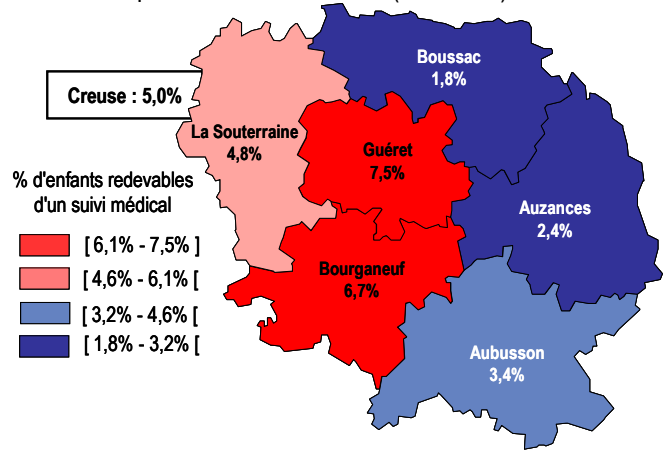 Boussac
1,8%
Creuse : 5,0%
La Souterraine
4,8%
Guéret
7,5%
% d'enfants redevables
d'un suivi médical
Auzances
2,4%
[ 6,1% - 7,5% ]
[ 4,6% - 6,1% [
[ 3,2% - 4,6% [
[ 1,8% - 3,2% [
Bourganeuf
6,7%
Aubusson
3,4%